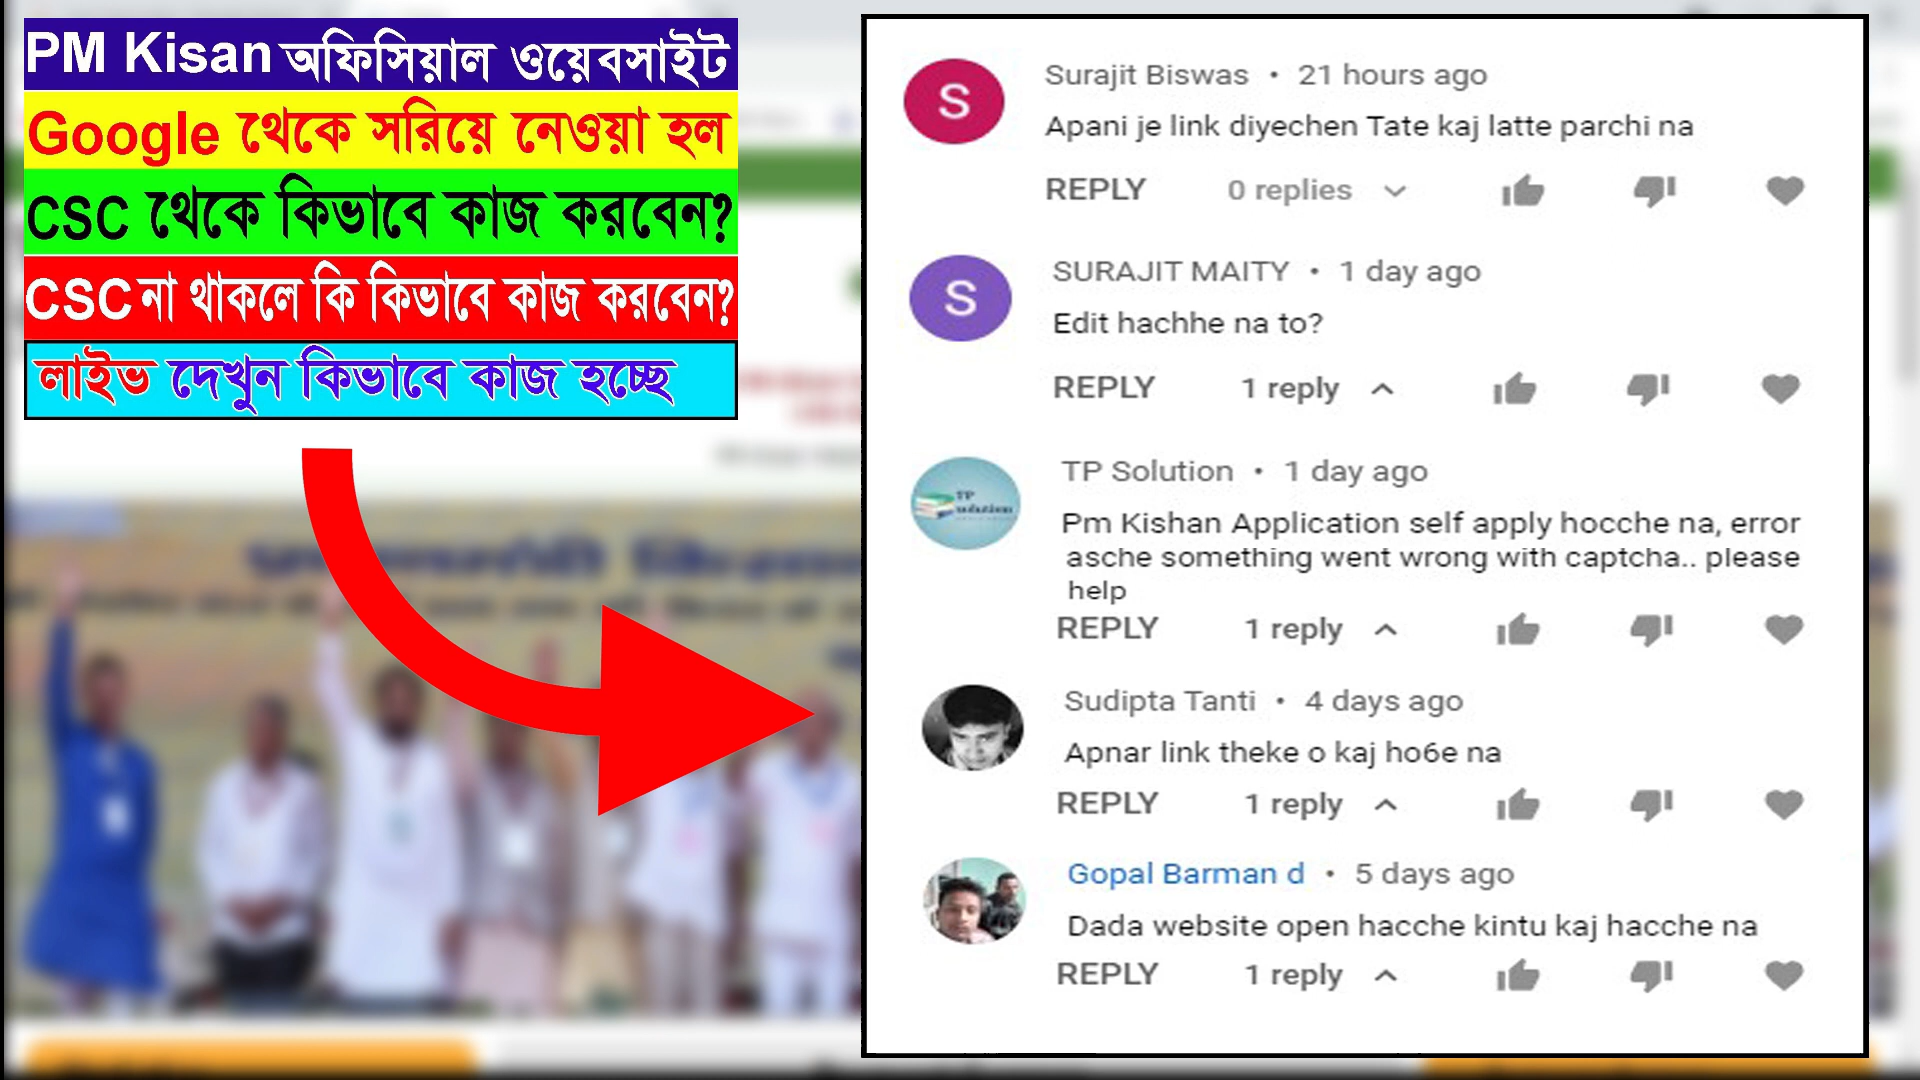 PM Kisan অফিসিয়াল ওয়েবসাইট
Google থেকে সরিয়ে নেওয়া হল
CSC থেকে কিভাবে কাজ করবেন?
CSC না থাকলে কি কিভাবে কাজ করবেন?
লাইভ দেখুন কিভাবে কাজ হচ্ছে
S
Surajit Biswas • 21 hours ago
Apani je link diyechen Tate kaj latte parchi na
REPLY 0 replies
S
SURAJIT MAITY • 1 day ago
Edit hachhe na to?
REPLY 1 reply
TP Solution • 1 day ago
TP
solution
Pm Kishan Application self apply hocche na, error
asche something went wrong with captcha.. please
help
REPLY 1 reply
Sudipta Tanti • 4 days ago
Apnar link theke o kaj ho6e na
REPLY 1 reply
Gopal Barman d • 5 days ago
Dada website open hacche kintu kaj hacche na
REPLY 1 reply